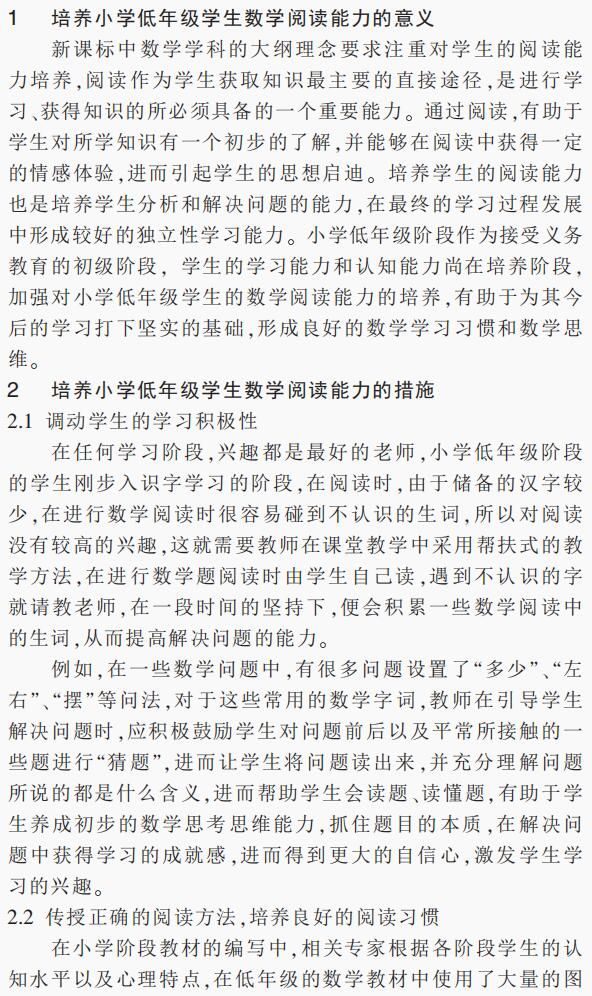 1 培养小学低年级学生数学阅读能力的意义
新课标中数学学科的大纲理念要求注重对学生的阅读能
力培养,阅读作为学生获取知识最主要的直接途径,是进行学
习、获得知识的所必须具备的一个重要能力。通过阅读,有助于
学生对所学知识有一个初步的了解,并能够在阅读中获得一定
的情感体验,进而引起学生的思想启迪。培养学生的阅读能力
也是培养学生分析和解决问题的能力,在最终的学习过程发展
中形成较好的独立性学习能力。小学低年级阶段作为接受义务
教育的初级阶段，学生的学习能力和认知能力尚在培养阶段，
加强对小学低年级学生的数学阅读能力的培养,有助于为其今
后的学习打下坚实的基础,形成良好的数学学习习惯和数学思
维。
2 培养小学低年级学生数学阅读能力的措施
2.1 调动学生的学习积极性
在任何学习阶段,兴趣都是最好的老师,小学低年级阶段
的学生刚步入识字学习的阶段,在阅读时,由于储备的汉字较
少,在进行数学阅读时很容易碰到不认识的生词,所以对阅读
没有较高的兴趣,这就需要教师在课堂教学中采用帮扶式的教
学方法,在进行数学题阅读时由学生自己读,遇到不认识的字
就请教老师,在一段时间的坚持下,便会积累一些数学阅读中
的生词,从而提高解决问题的能力。
例如,在一些数学问题中,有很多问题设置了“多少”、“左
右”、“摆”等问法,对于这些常用的数学字词,教师在引导学生
解决问题时,应积极鼓励学生对问题前后以及平常所接触的一
些题进行“猜题”,进而让学生将问题读出来,并充分理解问题
所说的都是什么含义,进而帮助学生会读题、读懂题,有助于学
生养成初步的数学思考思维能力,抓住题目的本质,在解决问
题中获得学习的成就感,进而得到更大的自信心,激发学生学
习的兴趣。
2.2 传授正确的阅读方法,培养良好的阅读习惯
在小学阶段教材的编写中,相关专家根据各阶段学生的认
知水平以及心理特点,在低年级的数学教材中使用了大量的图